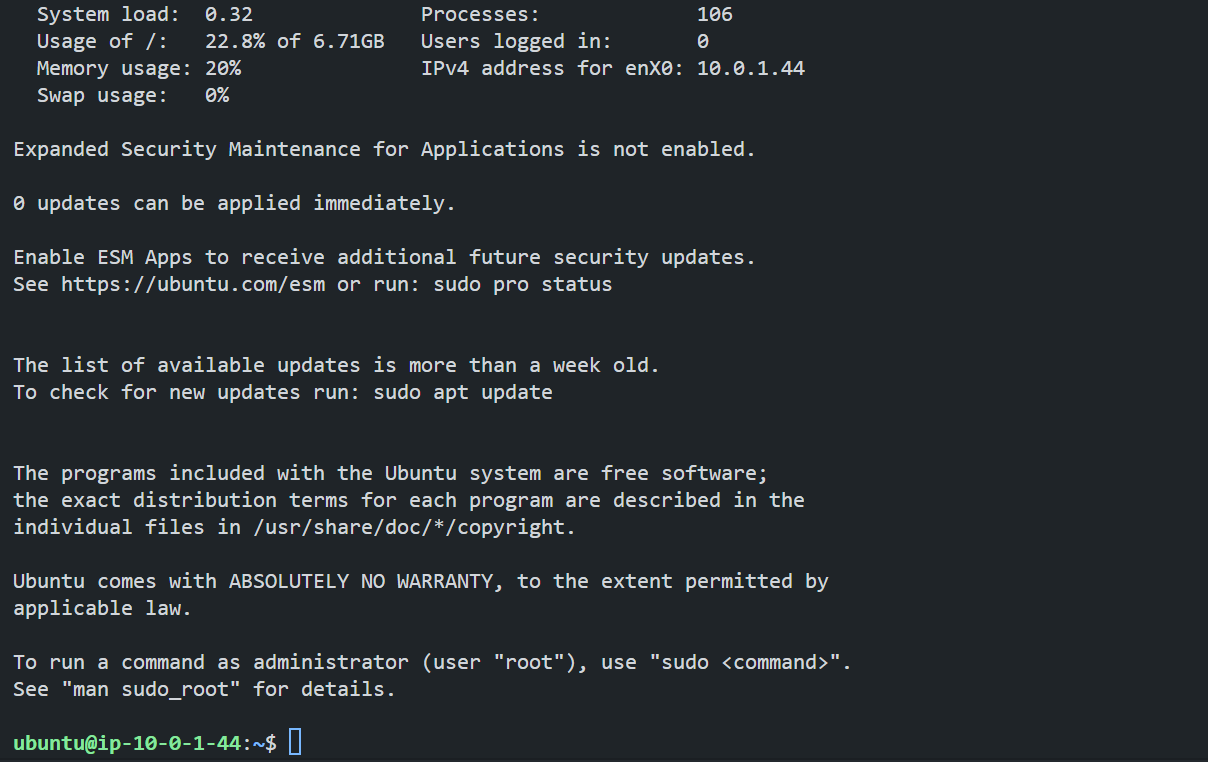 System load:  0.32              Processes:             106
Usage of /:   22.8% of 6.71GB   Users logged in:       0
Memory usage: 20%               IPv4 address for enX0: 10.0.1.44
Swap usage:   0%
Expanded Security Maintenance for Applications is not enabled.
0 updates can be applied immediately.
Enable ESM Apps to receive additional future security updates.
See https://ubuntu.com/esm or run: sudo pro status
The list of available updates is more than a week old.
To check for new updates run: sudo apt update
The programs included with the Ubuntu system are free software;
the exact distribution terms for each program are described in the
individual files in /usr/share/doc/*/copyright.
Ubuntu comes with ABSOLUTELY NO WARRANTY, to the extent permitted by
applicable law.
To run a command as administrator (user "root"), use "sudo <command>".
See "man sudo_root" for details.
ubuntu@ip-10-0-1-44:~$